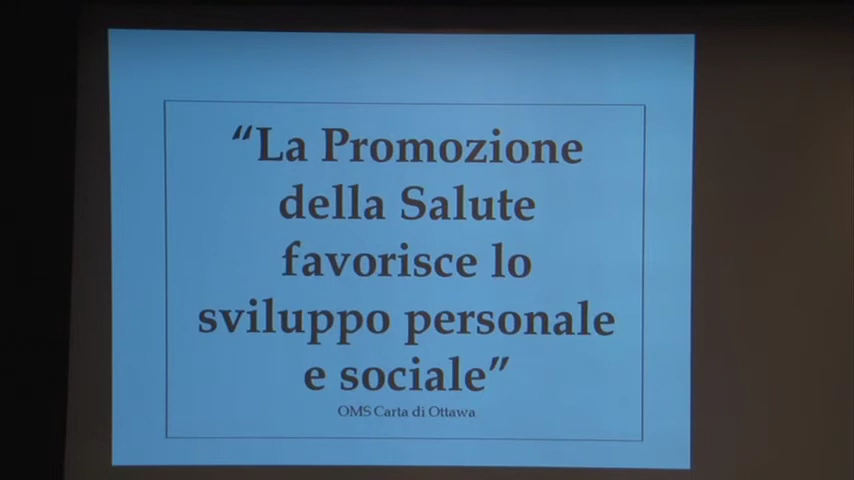 “La Promozione
della Salute
favorisce lo
sviluppo personale
e sociale”
OMS Carta di Ottawa